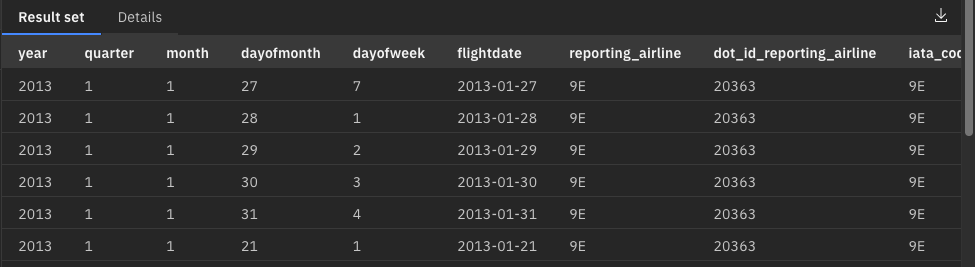 Result set Details
year quarter month dayofmonth dayofweek flightdate reporting_airline dot_id_reporting_airline iata_cod
2013 1 1 27 7 2013-01-27 9E 20363 9E
2013 1 1 28 1 2013-01-28 9E 20363 9E
2013 1 1 29 2 2013-01-29 9E 20363 9E
2013 1 1 30 3 2013-01-30 9E 20363 9E
2013 1 1 31 4 2013-01-31 9E 20363 9E
2013 1 1 21 1 2013-01-21 9E 20363 9E